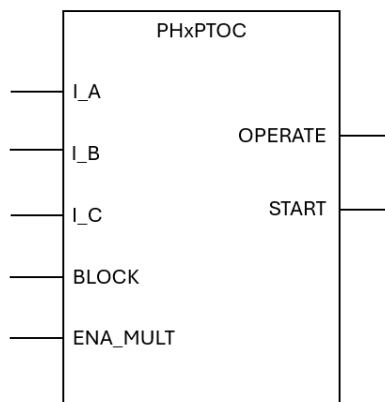 PHxPTOC
I_A
OPERATE
I_B
START
I_C
BLOCK
ENA_MULT